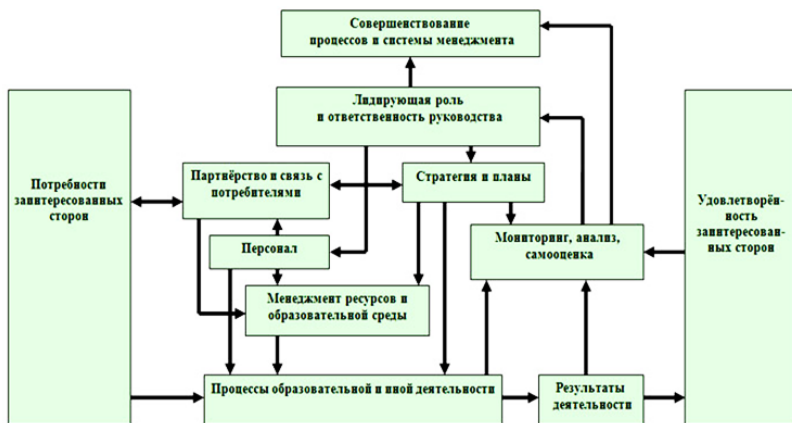 Совершенствование
процессов и системы менеджмента
Лидирующая роль
и ответственность руководства
Потребности
заинтересованных
сторон
Партнёрство и связь с
потребителями
Стратегия и планы
Удовлетворён-
ность
заинтересован-
ных сторон
Персонал
Мониторинг, анализ,
самооценка
Менеджмент ресурсов и
образовательной среды
Процессы образовательной и иной деятельности
Результаты
деятельности